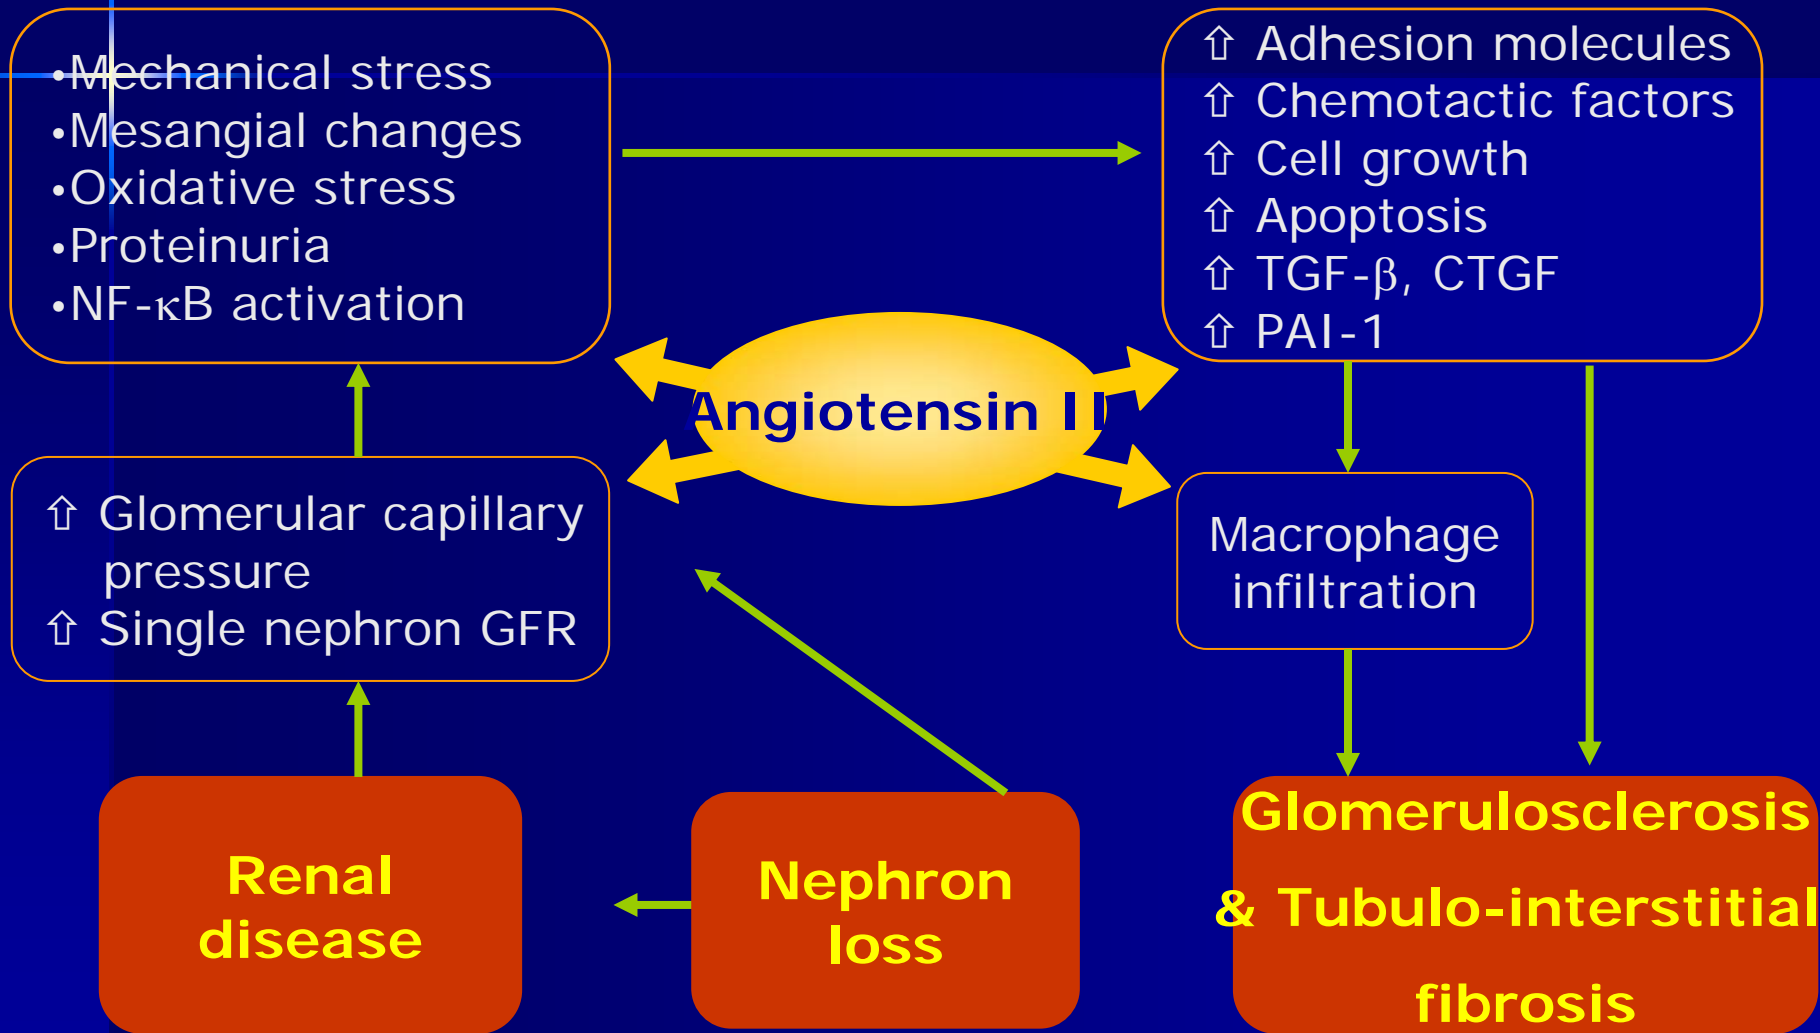 •Mechanical stress
•Mesangial changes
•Oxidative stress
•Proteinuria
•NF-κB activation
⇧ Adhesion molecules
⇧ Chemotactic factors
⇧ Cell growth
⇧ Apoptosis
⇧ TGF-β, CTGF
⇧ PAI-1
Angiotensin II
⇧ Glomerular capillary
pressure
⇧ Single nephron GFR
Macrophage
infiltration
Renal
disease
Nephron
loss
Glomerulosclerosis
& Tubulo-interstitial
fibrosis